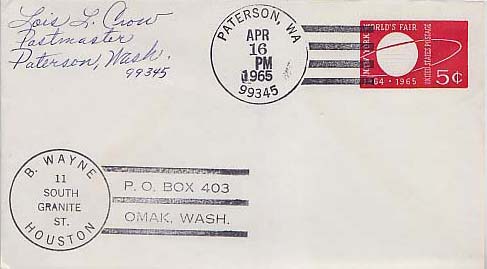 Lois L. Crow
Postmaster
Paterson, Wash.
99345
PATERSON, WA
APR
16
PM
1965
99345
WORLD'S FAIR
NEW YORK
1964 · 1965
UNITED STATES POSTAGE
5¢
B. WAYNE
11
SOUTH
GRANITE
ST.
HOUSTON
P. O. BOX 403
OMAK, WASH.